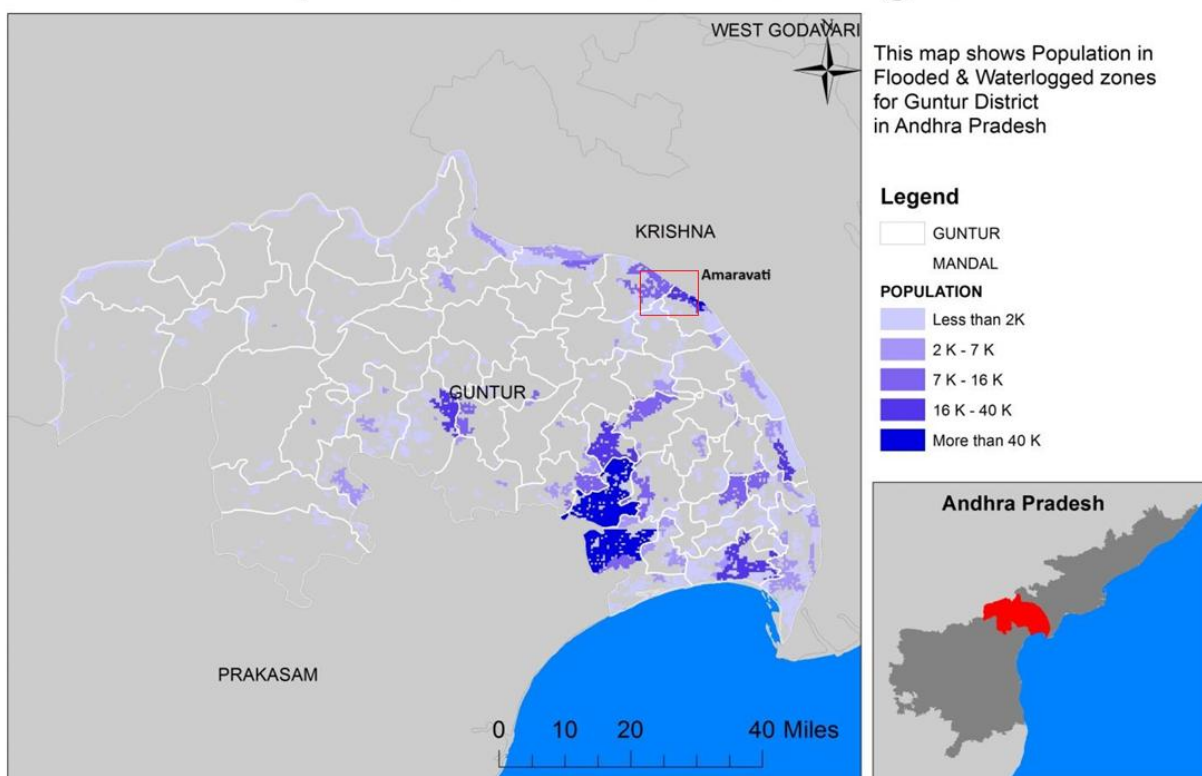 WEST GODAVARI
N
KRISHNA
Amaravati
GUNTUR
PRAKASAM
0 10 20 40 Miles
This map shows Population in
Flooded & Waterlogged zones
for Guntur District
in Andhra Pradesh
Legend
GUNTUR
MANDAL
POPULATION
Less than 2K
2 K - 7 K
7 K - 16 K
16 K - 40 K
More than 40 K
Andhra Pradesh